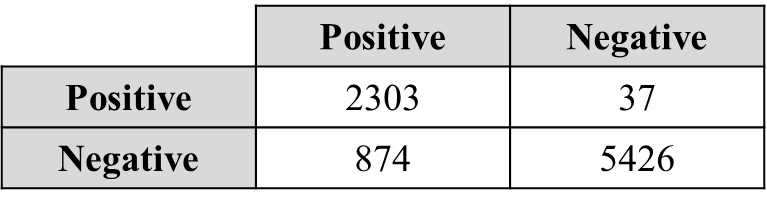 Positive Negative
Positive 2303 37
Negative 874 5426